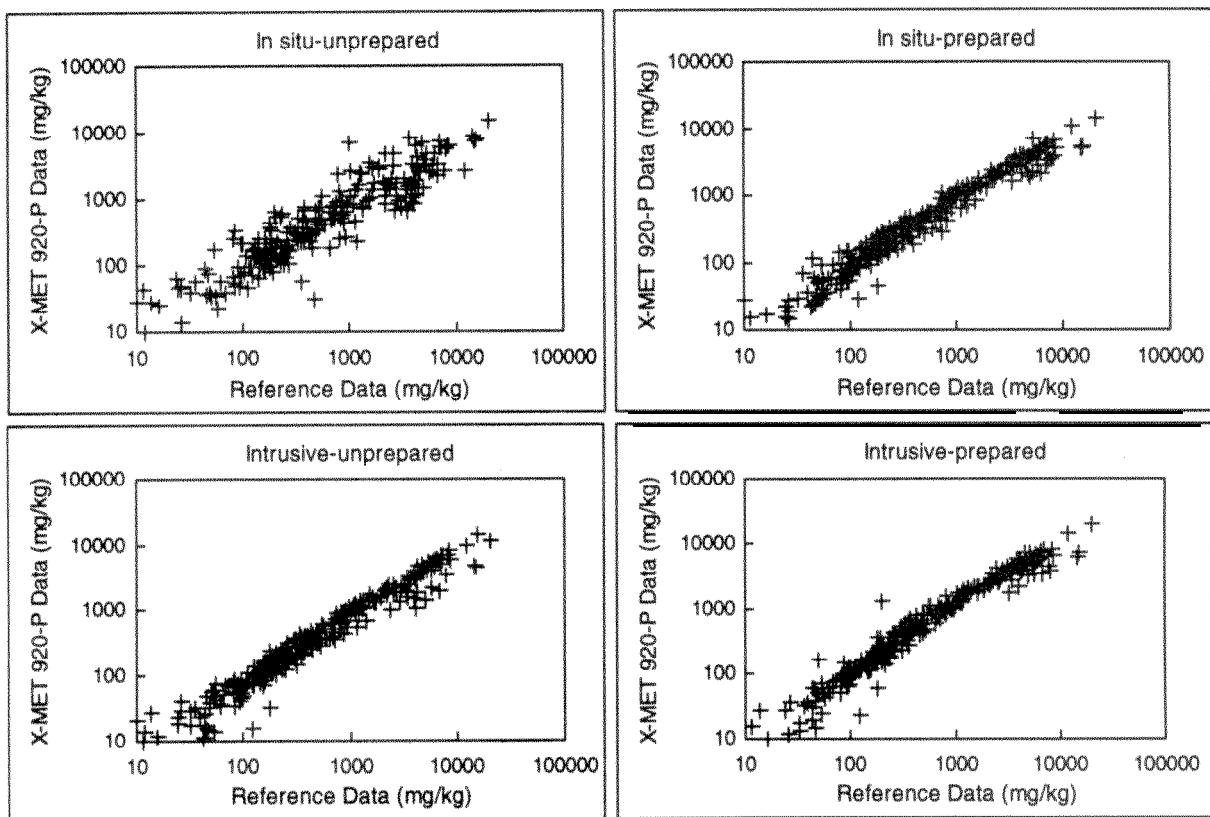 In situ-unprepared
X-MET 920-P Data (mg/kg)
100000
10000
1000
100
10
10 100 1000 10000 100000
Reference Data (mg/kg)
In situ-prepared
X-MET 920-P Data (mg/kg)
100000
10000
1000
100
10
10 100 1000 10000 100000
Reference Data (mg/kg)
Intrusive-unprepared
X-MET 920-P Data (mg/kg)
100000
10000
1000
100
10
10 100 1000 10000 100000
Reference Data (mg/kg)
Intrusive-prepared
X-MET 920-P Data (mg/kg)
100000
10000
1000
100
10
10 100 1000 10000 100000
Reference Data (mg/kg)